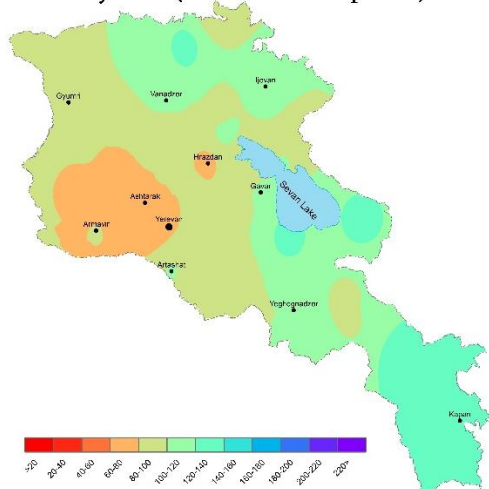 Gyumri
Vanadzor
Ijevan
Hrazdan
Gavar
Sevan Lake
Ashtarak
Armavir
Yerevan
Artashat
Yeghegnadzor
Kapan
>20
20-40
40-60
60-80
80-100
100-120
120-140
140-160
160-180
180-200
200-220
220>